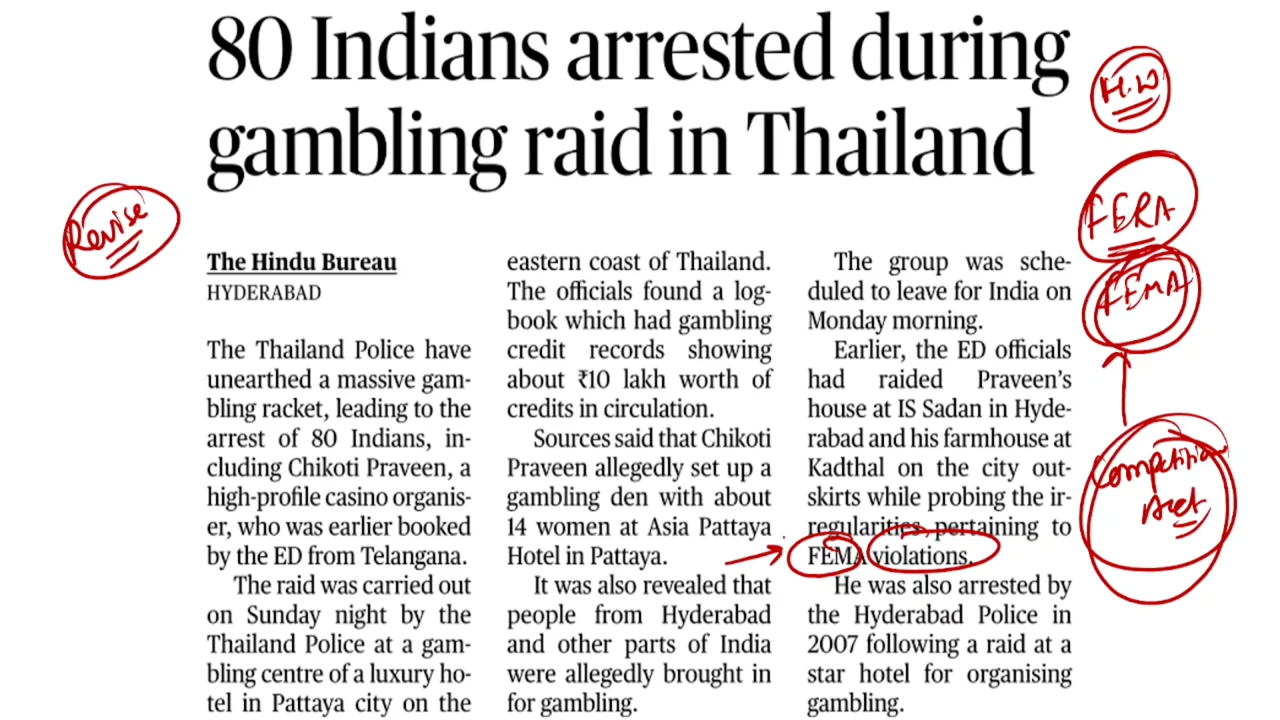 80 Indians arrested during
gambling raid in Thailand
The Hindu Bureau
HYDERABAD
The Thailand Police have
unearthed a massive gam-
bling racket, leading to the
arrest of 80 Indians, in-
cluding Chikoti Praveen, a
high-profile casino organis-
er, who was earlier booked
by the ED from Telangana.
The raid was carried out
on Sunday night by the
Thailand Police at a gam-
bling centre of a luxury ho-
tel in Pattaya city on the
eastern coast of Thailand.
The officials found a log-
book which had gambling
credit records showing
about ₹10 lakh worth of
credits in circulation.
Sources said that Chikoti
Praveen allegedly set up a
gambling den with about
14 women at Asia Pattaya
Hotel in Pattaya.
It was also revealed that
people from Hyderabad
and other parts of India
were allegedly brought in
for gambling.
The group was sche-
duled to leave for India on
Monday morning.
Earlier, the ED officials
had raided Praveen's
house at IS Sadan in Hyde-
rabad and his farmhouse at
Kadthal on the city out-
skirts while probing the ir-
regularities pertaining to
FEMA violations.
He was also arrested by
the Hyderabad Police in
2007 following a raid at a
star hotel for organising
gambling.
Revise
H.W
FERA
FEMA
Competition
Act